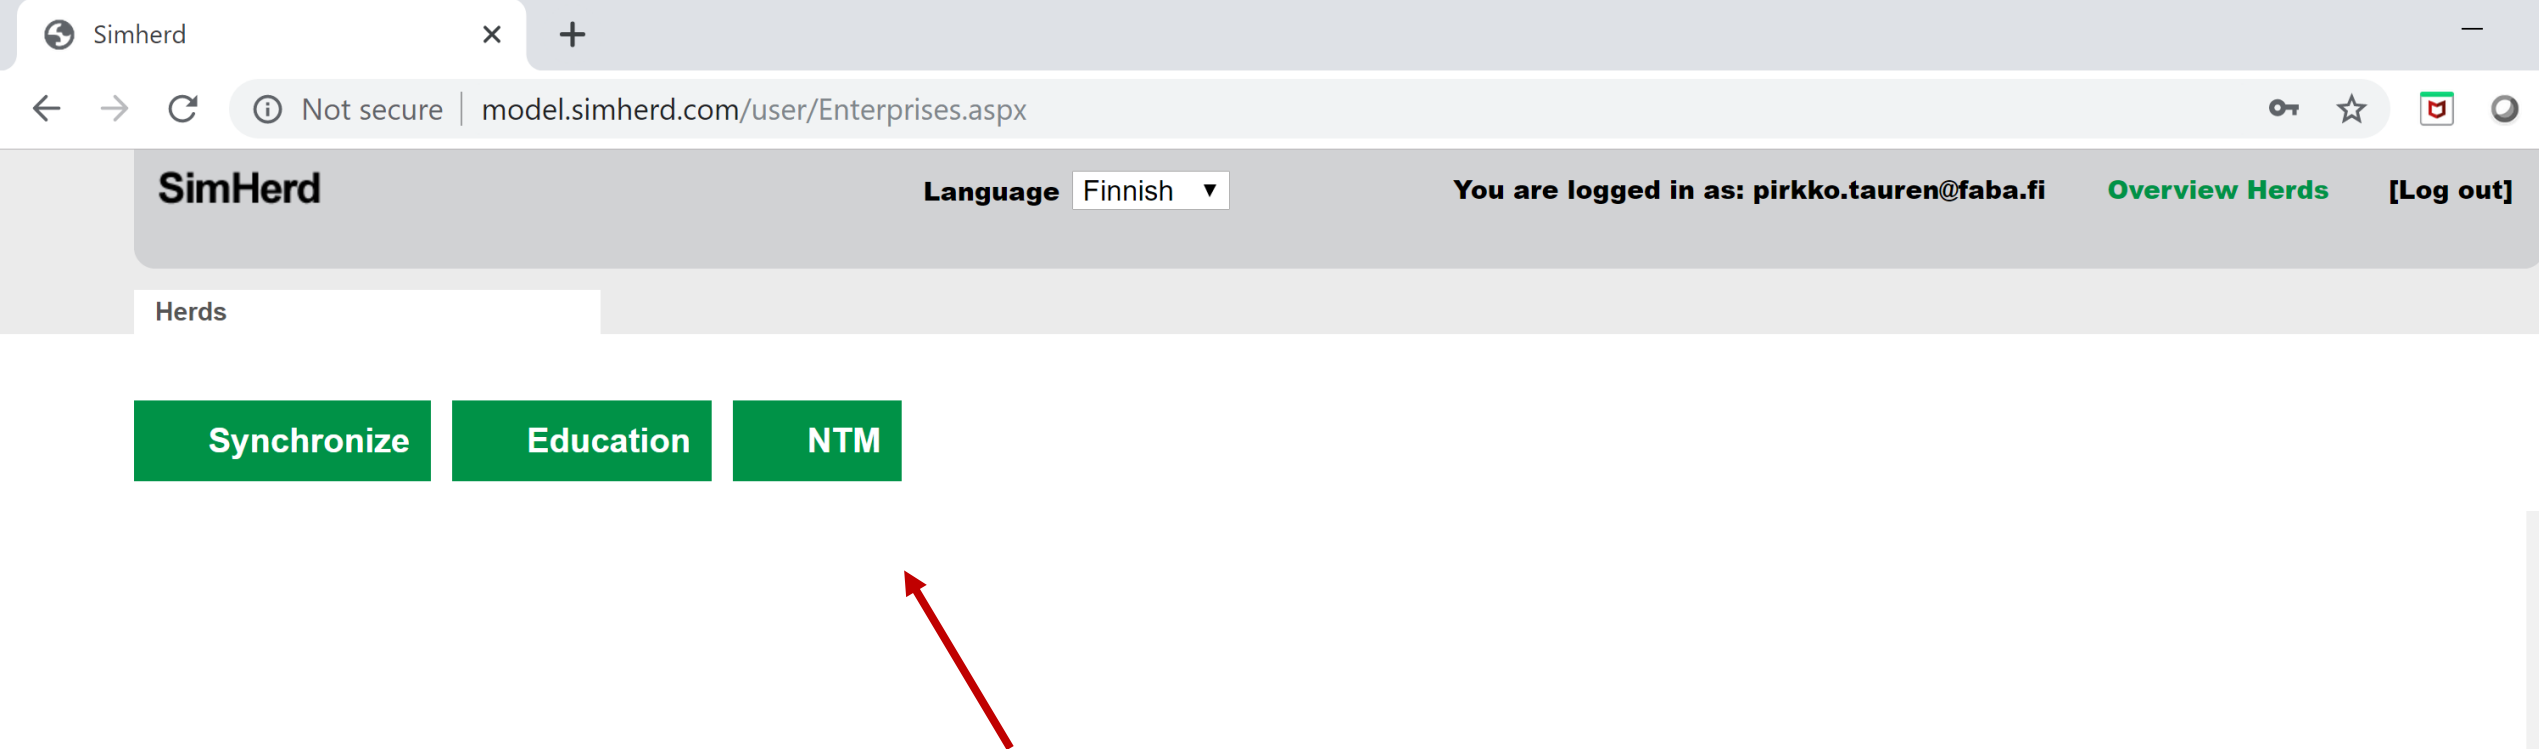 Simherd
Not secure model.simherd.com/user/Enterprises.aspx
SimHerd Language Finnish You are logged in as: pirkko.tauren@faba.fi Overview Herds [Log out]
Herds
Synchronize Education NTM